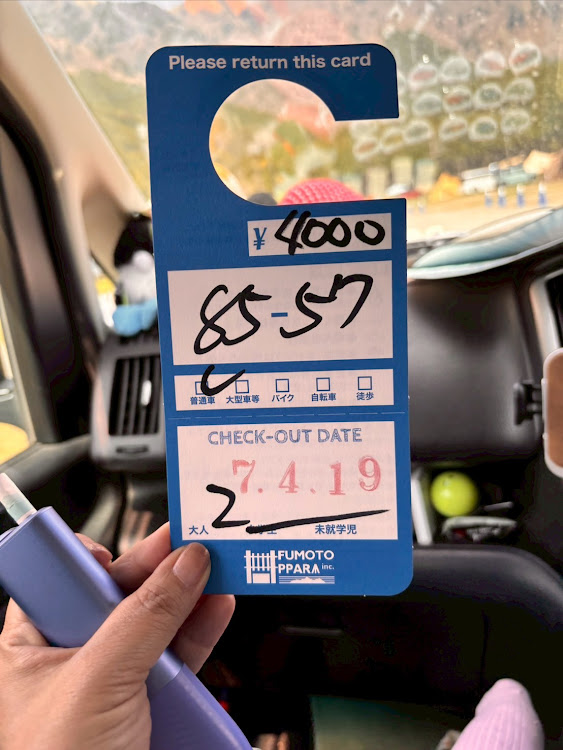 Please return this card
¥ 4000
85-57
普通車 大型車等 バイク 自転車 徒歩
CHECK-OUT DATE
7.4.19
2
大人 未就学児
FUMOTO
PPARA inc.